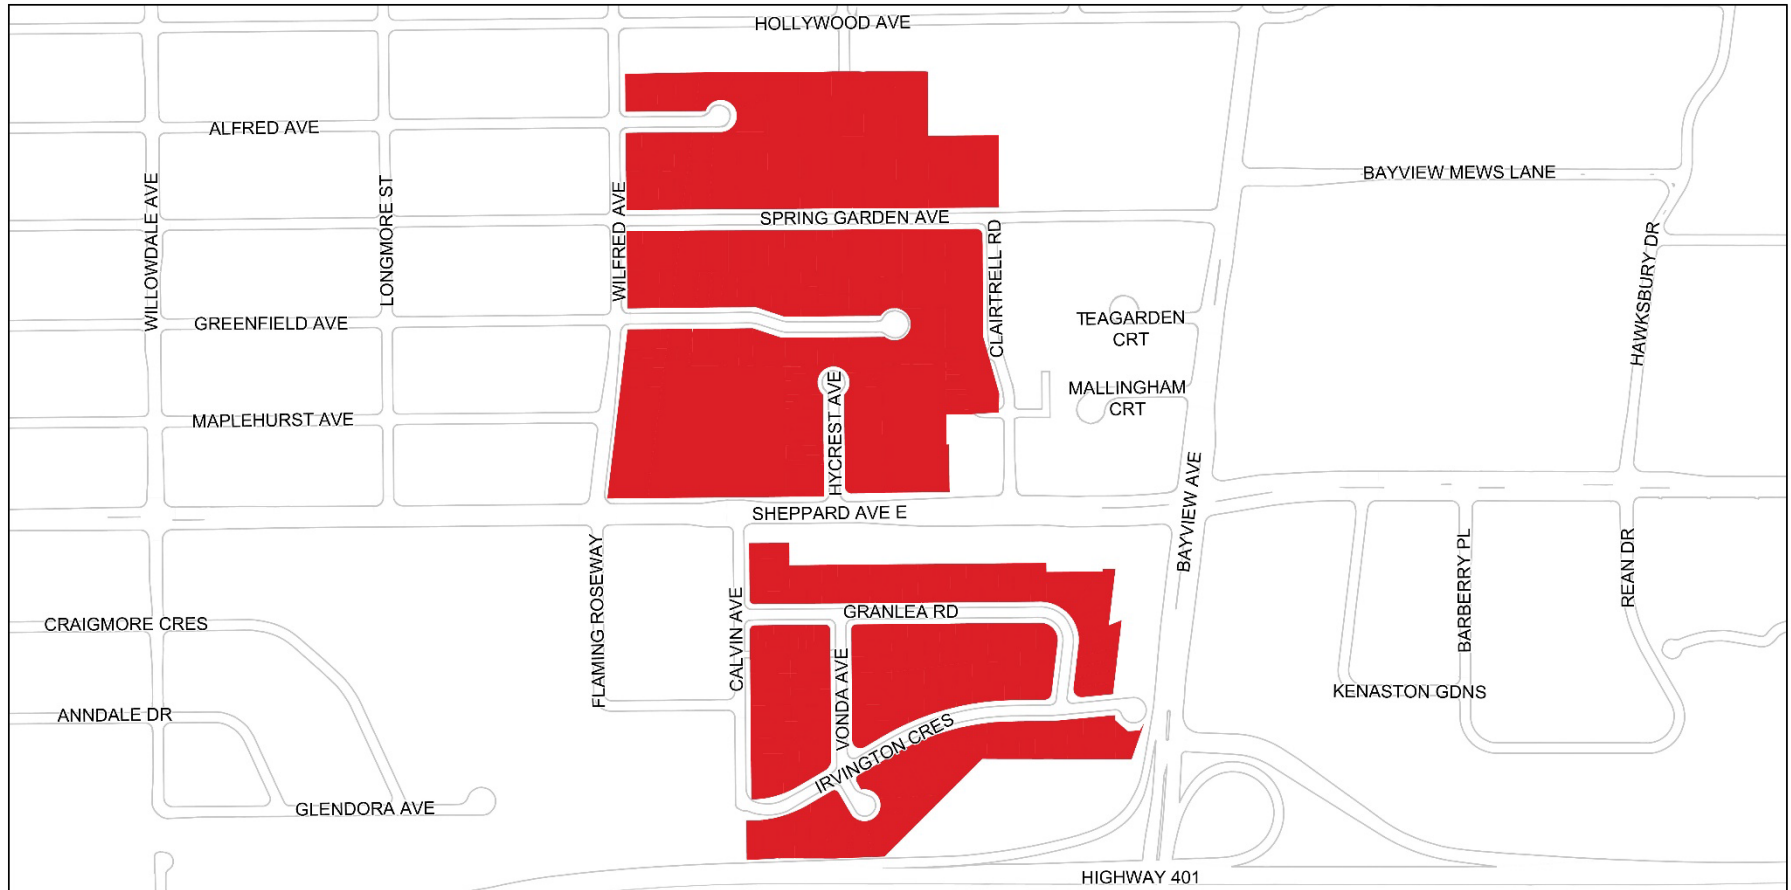 HOLLYWOOD AVE
ALFRED AVE
BAYVIEW MEWS LANE
WILLOWDALE AVE
LONGMORE ST
WILFRED AVE
SPRING GARDEN AVE
CLAIRTRELL RD
HAWKSBURY DR
GREENFIELD AVE
TEAGARDEN
CRT
MALLINGHAM
CRT
MAPLEHURST AVE
HYCREST AVE
SHEPPARD AVE E
BAYVIEW AVE
FLAMING ROSEWAY
CALVIN AVE
GRANLEA RD
BARBERRY PL
REAN DR
CRAIGMORE CRES
VONDA AVE
KENASTON GDNS
ANNDALE DR
IRVINGTON CRES
GLENDORA AVE
HIGHWAY 401